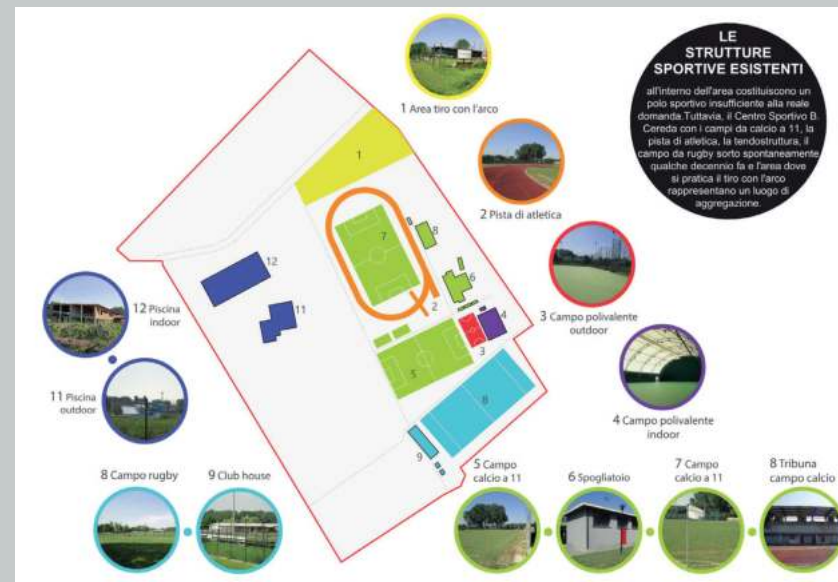 LE
STRUTTURE
SPORTIVE ESISTENTI
all'interno dell'area costituiscono un
polo sportivo insufficiente alla reale
domanda.Tuttavia, il Centro Sportivo B.
Cereda con i campi da calcio a 11, la
pista di atletica, la tendostruttura, il
campo da rugby sorto spontaneamente
qualche decennio fa e l'area dove
si pratica il tiro con l'arco
rappresentano un luogo di
aggregazione.
1 Area tiro con l'arco
2 Pista di atletica
3 Campo polivalente
outdoor
4 Campo polivalente
indoor
12 Piscina
indoor
11 Piscina
outdoor
8 Campo rugby
9 Club house
5 Campo
calcio a 11
6 Spogliatoio
7 Campo
calcio a 11
8 Tribuna
campo calcio
1
7
8
12
6
2
11
4
3
5
8
9